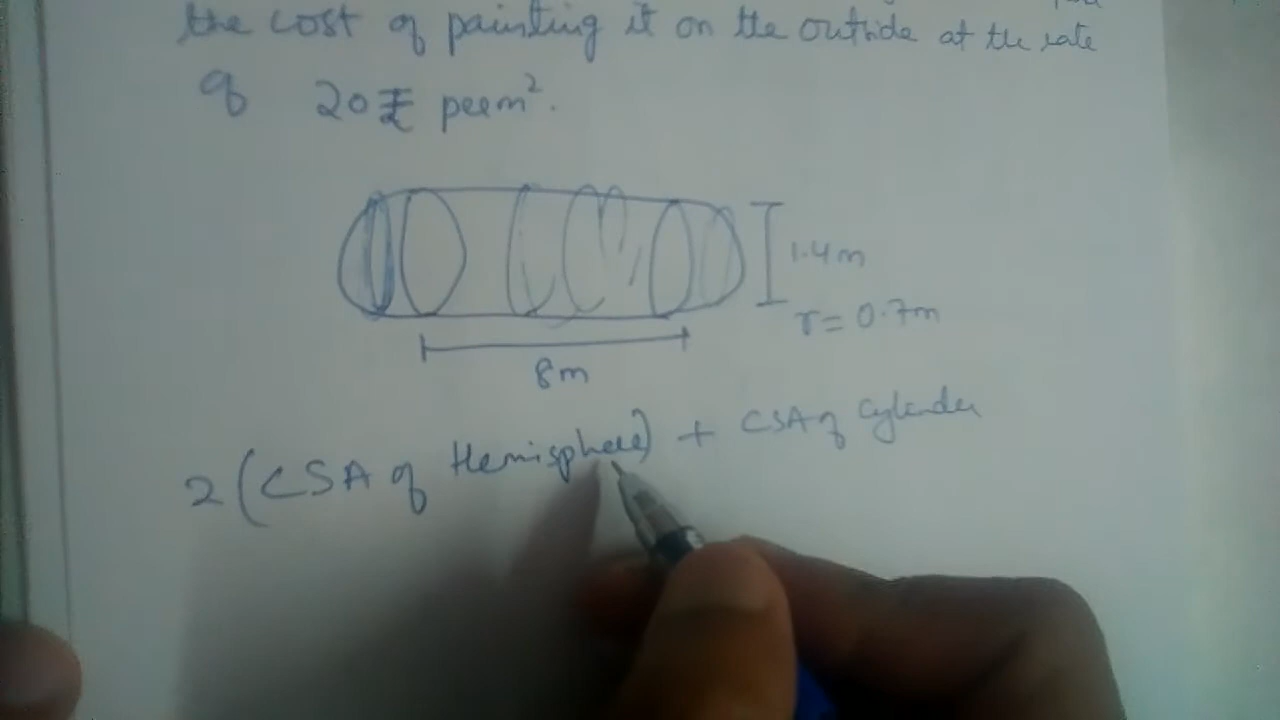 the cost of painting it on the outside at the rate
of 20 ₹ per m².
1.4m
r = 0.7m
8m
2 (CSA of Hemisphere) + CSA of Cylinder